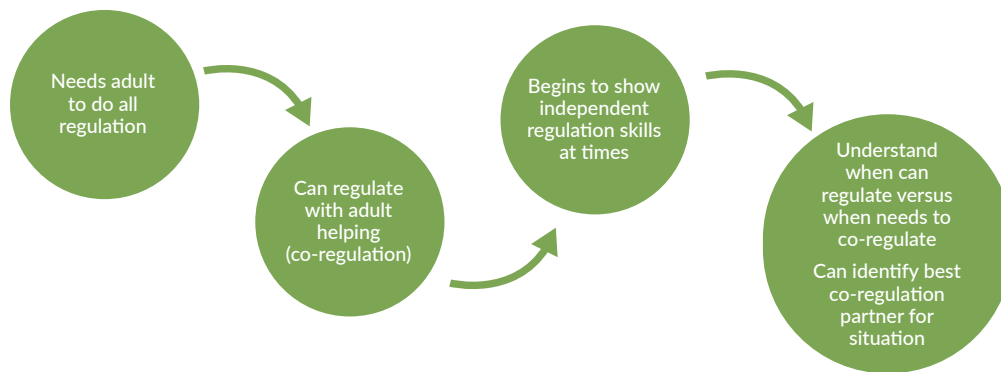 Needs adult
to do all
regulation
Can regulate
with adult
helping
(co-regulation)
Begins to show
independent
regulation skills
at times
Understand
when can
regulate versus
when needs to
co-regulate
Can identify best
co-regulation
partner for
situation